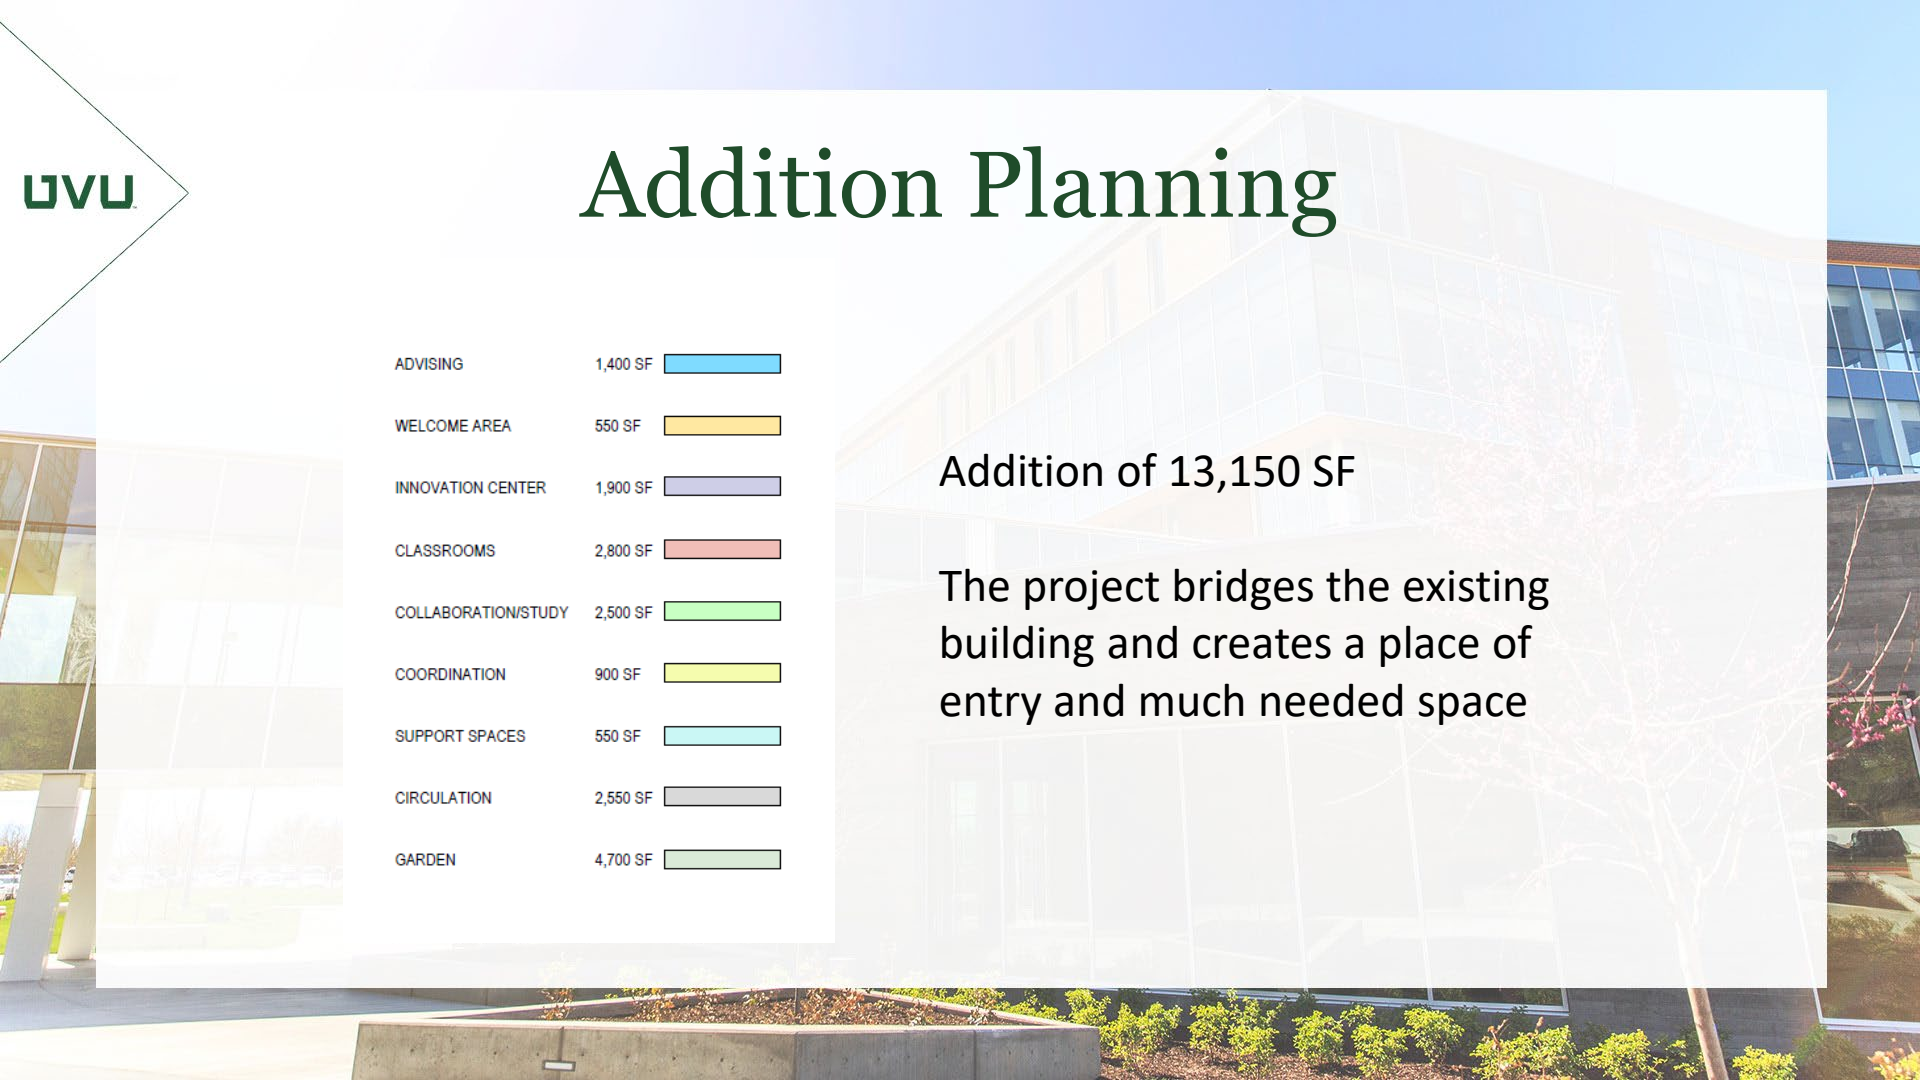 UVU
Addition Planning
ADVISING 1,400 SF
WELCOME AREA 550 SF
INNOVATION CENTER 1,900 SF
CLASSROOMS 2,800 SF
COLLABORATION/STUDY 2,500 SF
COORDINATION 900 SF
SUPPORT SPACES 550 SF
CIRCULATION 2,550 SF
GARDEN 4,700 SF
Addition of 13,150 SF
The project bridges the existing
building and creates a place of
entry and much needed space